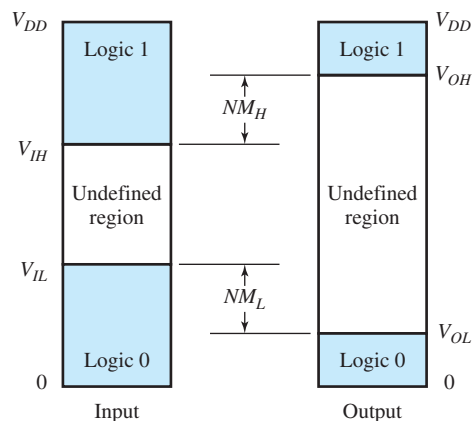 V_DD
Logic 1
V_IH
Undefined
region
V_IL
Logic 0
0
Input
NM_H
NM_L
V_DD
Logic 1
V_OH
Undefined
region
V_OL
Logic 0
0
Output